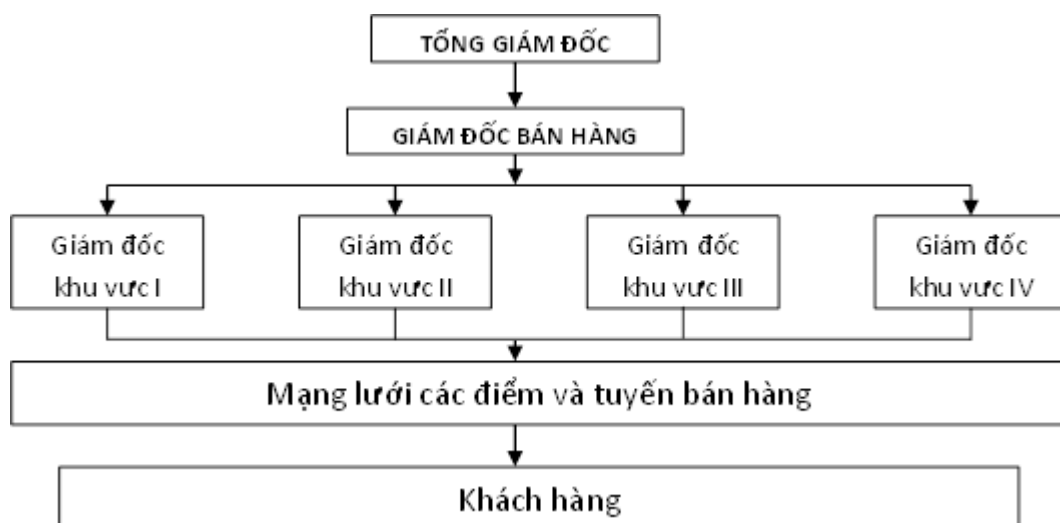 TỔNG GIÁM ĐỐC
GIÁM ĐỐC BÁN HÀNG
Giám đốc
khu vực I
Giám đốc
khu vực II
Giám đốc
khu vực III
Giám đốc
khu vực IV
Mạng lưới các điểm và tuyến bán hàng
Khách hàng